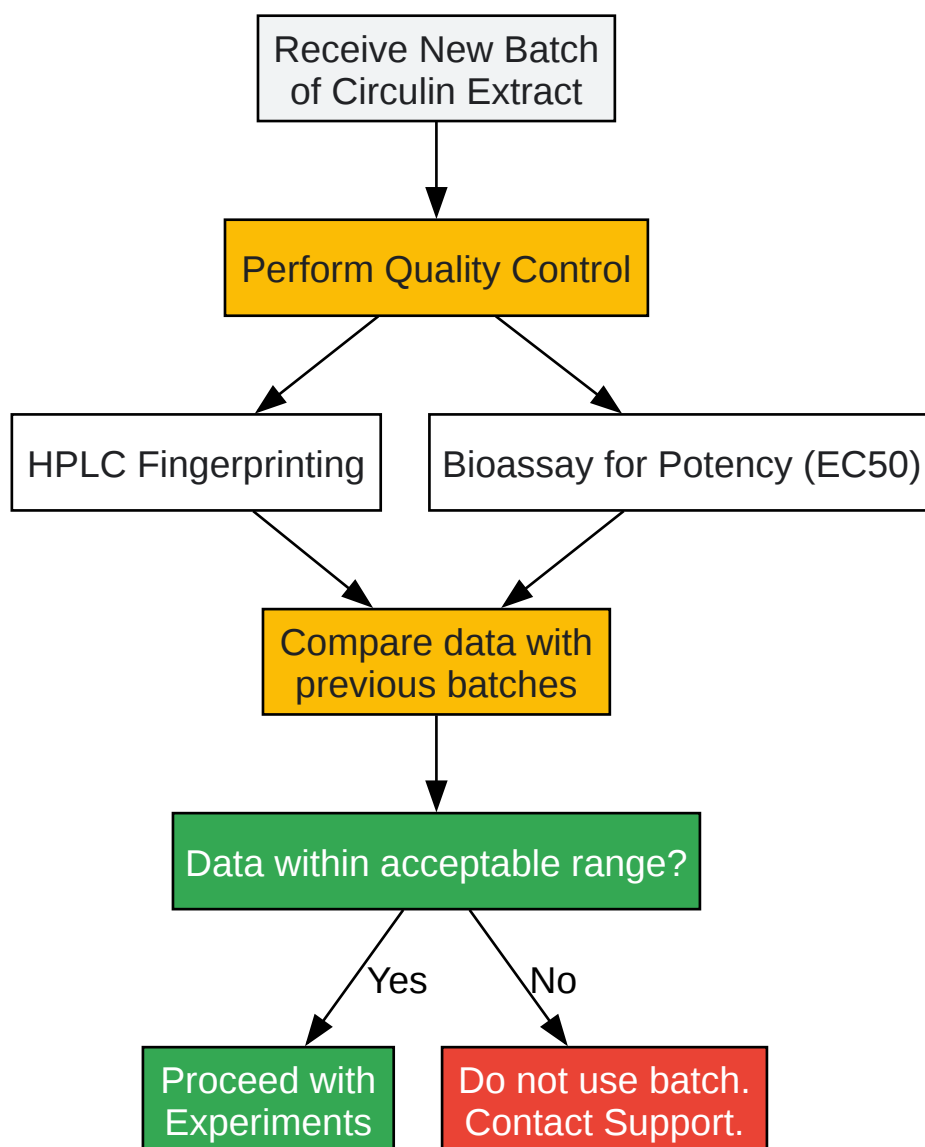 Receive New Batch
of Circulin Extract
Perform Quality Control
HPLC Fingerprinting
Bioassay for Potency (EC50)
Compare data with
previous batches
Data within acceptable range?
Yes
No
Proceed with
Experiments
Do not use batch.
Contact Support.